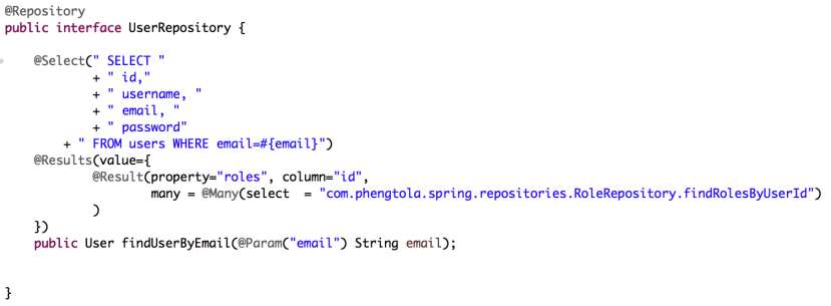 @Repository
public interface UserRepository {
@Select(" SELECT "
+ " id,"
+ " username, "
+ " email, "
+ " password"
+ " FROM users WHERE email=#{email}")
@Results(value={
@Result(property="roles", column="id",
many = @Many(select = "com.phengtola.spring.repositories.RoleRepository.findRolesByUserId")
)
})
public User findUserByEmail(@Param("email") String email);
}